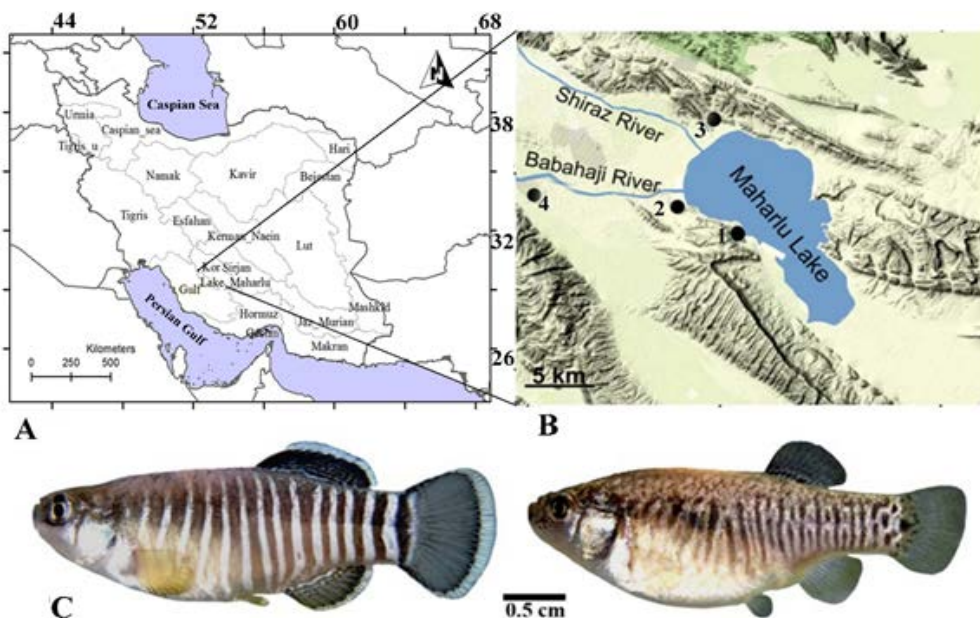 44 52 60 68
N
Caspian Sea
38
Urmia
Caspian_sea
Tigris_u
Hari
Namak
Kavir
Bejestan
Tigris
Esfahan
32
Kerman_Naein
Lut
Kor Sirjan
Lake_Maharlu
Gulf
Persian Gulf
Hormuz
Mashkid
Jaz_Murian
Makran
26
Kilometers
0 250 500
Shiraz River
3
Babahaji River
4
2
1
Maharlu Lake
5 km
A
B
C
0.5 cm